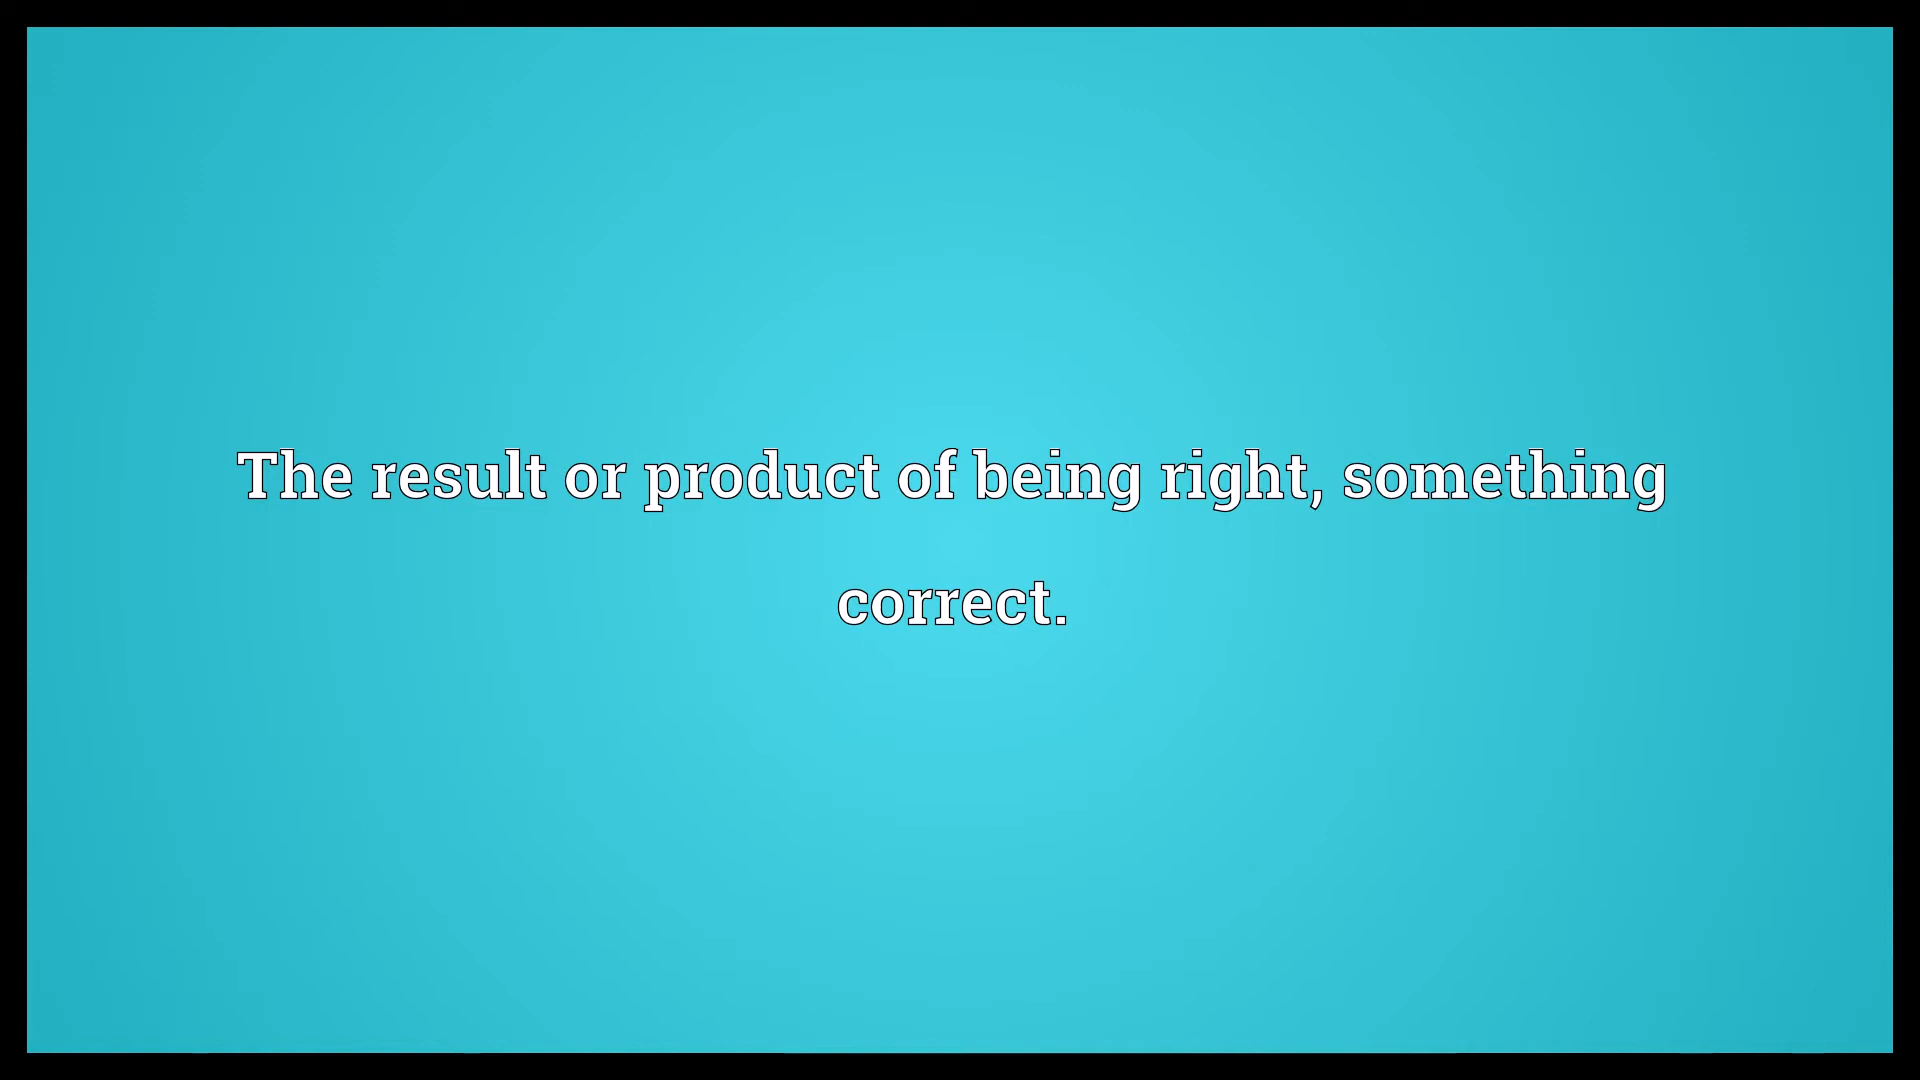 The result or product of being right, something
correct.